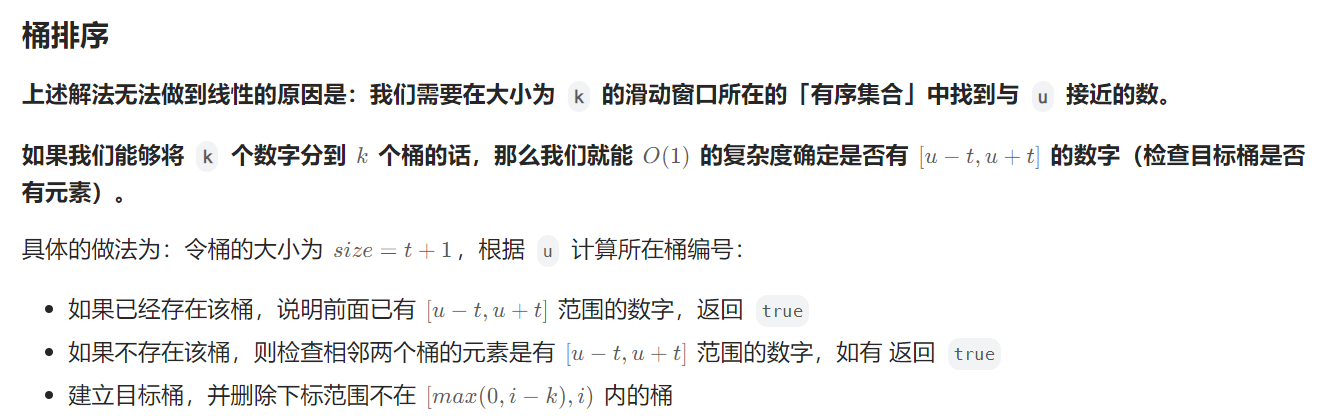 桶排序
上述解法无法做到线性的原因是：我们需要在大小为 k 的滑动窗口所在的「有序集合」中找到与 u 接近的数。
如果我们能够将 k 个数字分到 k 个桶的话，那么我们就能 O(1) 的复杂度确定是否有 [u − t, u + t] 的数字（检查目标桶是否
有元素）。
具体的做法为：令桶的大小为 size = t + 1，根据 u 计算所在桶编号：
• 如果已经存在该桶，说明前面已有 [u − t, u + t] 范围的数字，返回 true
• 如果不存在该桶，则检查相邻两个桶的元素是有 [u − t, u + t] 范围的数字，如有 返回 true
• 建立目标桶，并删除下标范围不在 [max(0, i − k), i) 内的桶